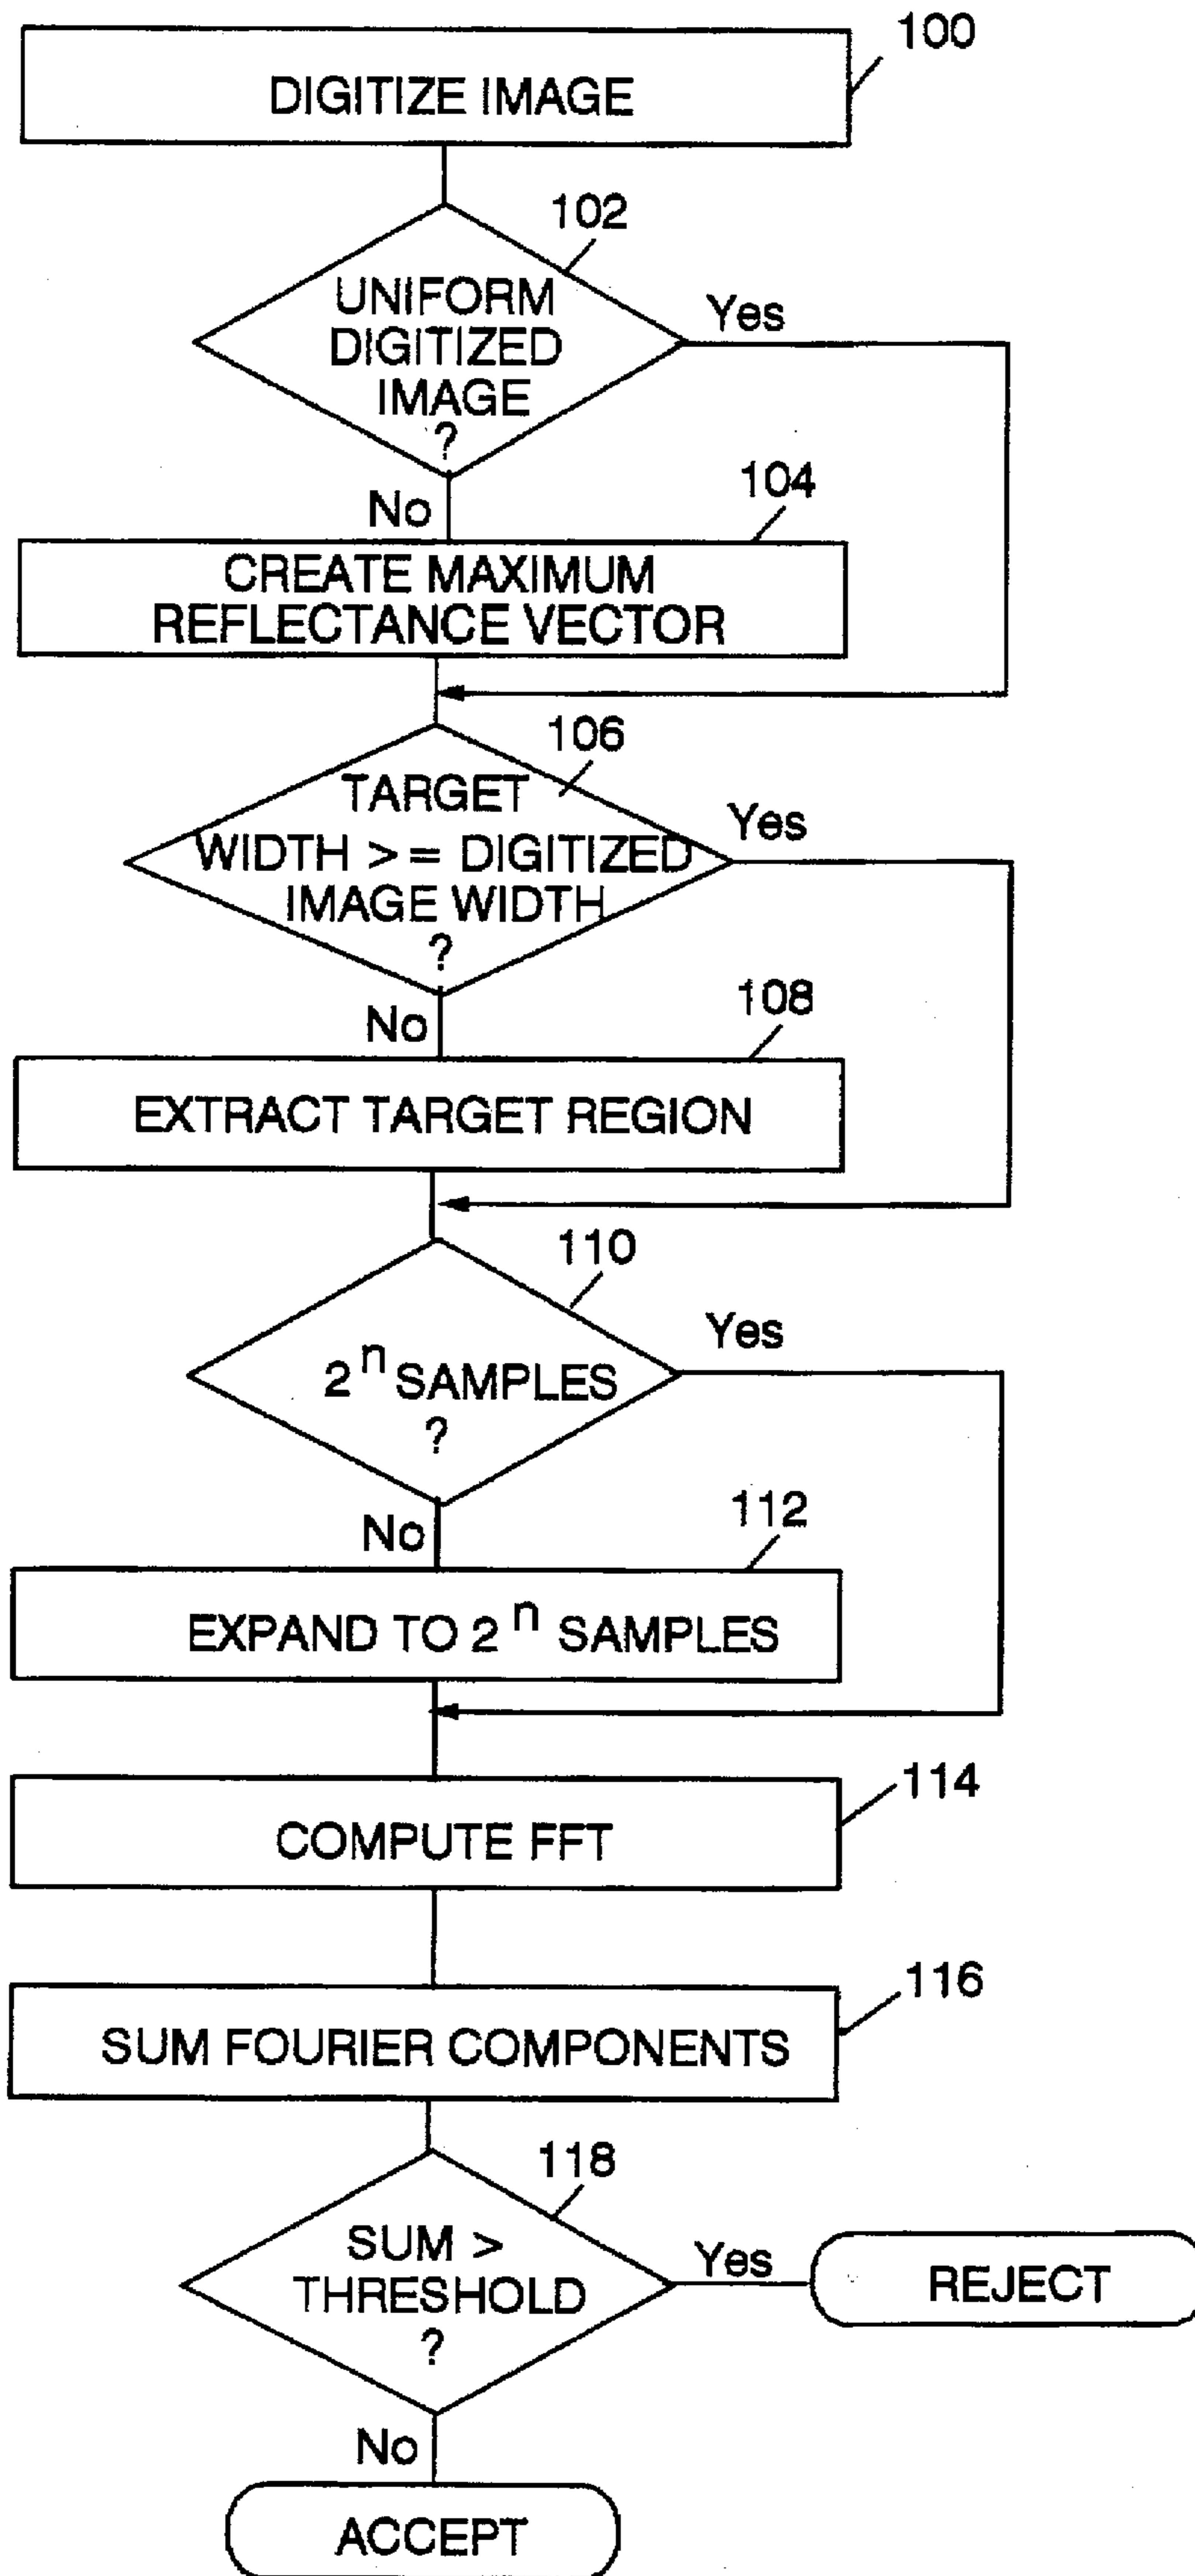 100
DIGITIZE IMAGE
102
UNIFORM
DIGITIZED
IMAGE
?
Yes
No
104
CREATE MAXIMUM
REFLECTANCE VECTOR
106
TARGET
WIDTH >= DIGITIZED
IMAGE WIDTH
?
Yes
No
108
EXTRACT TARGET REGION
110
2^n SAMPLES
?
Yes
No
112
EXPAND TO 2^n SAMPLES
114
COMPUTE FFT
116
SUM FOURIER COMPONENTS
118
SUM >
THRESHOLD
?
Yes
REJECT
No
ACCEPT